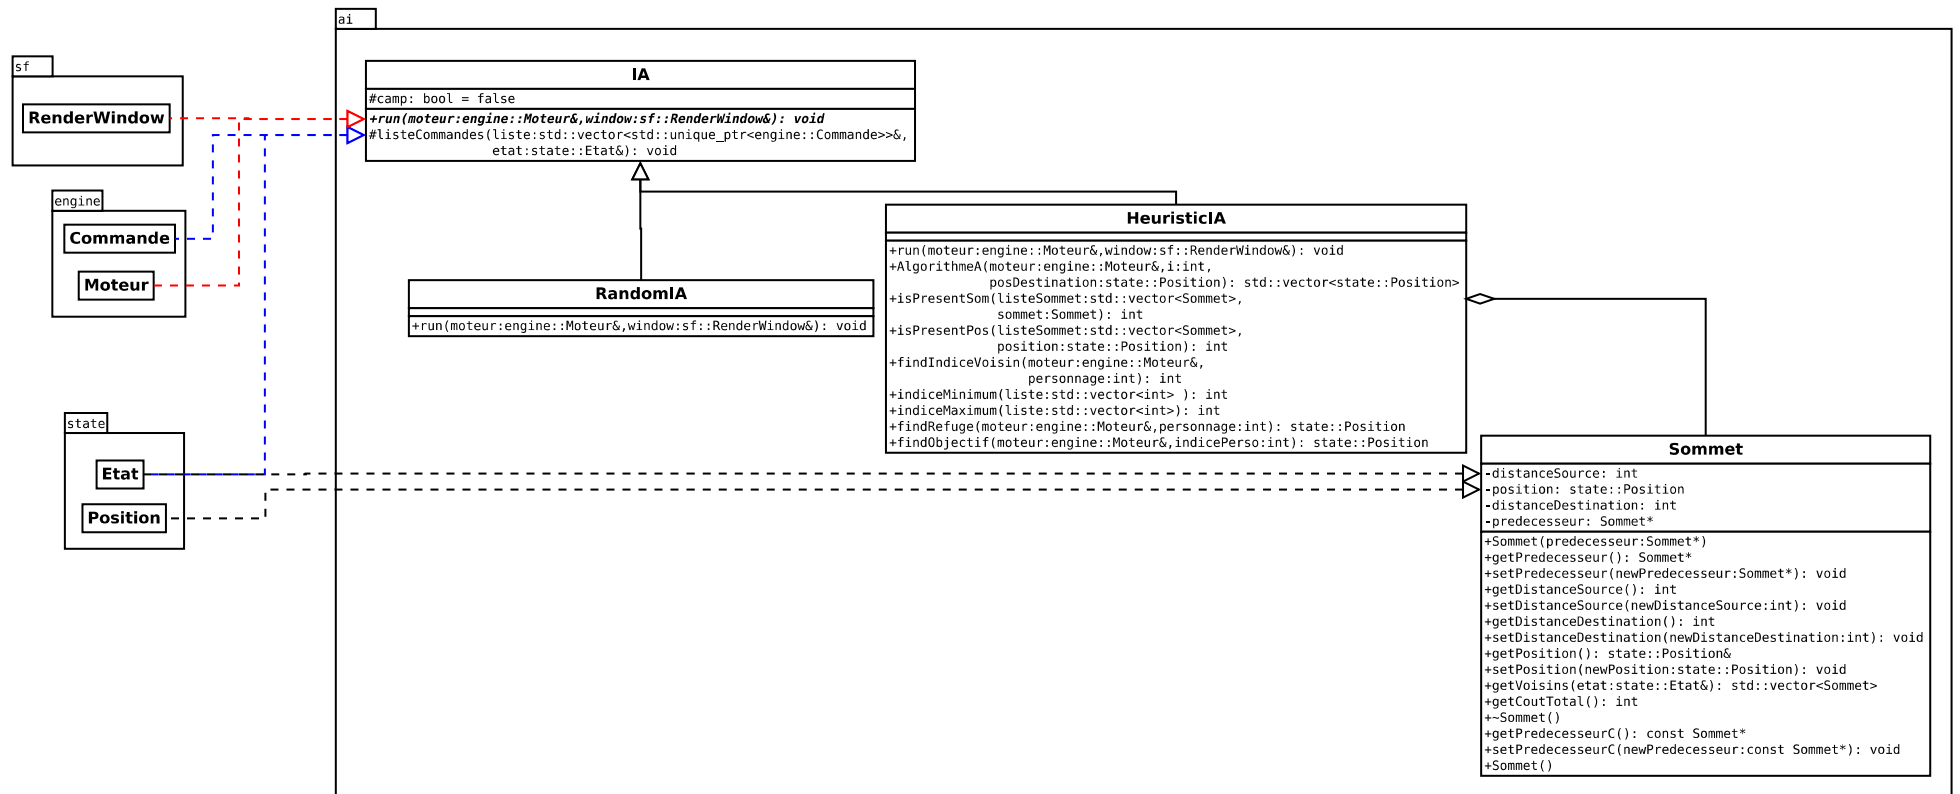 ai
sf
RenderWindow
engine
Commande
Moteur
state
Etat
Position
IA
#camp: bool = false
+run(moteur:engine::Moteur&,window:sf::RenderWindow&): void
#listeCommandes(liste:std::vector<std::unique_ptr<engine::Commande>>&,
etat:state::Etat&): void
RandomIA
+run(moteur:engine::Moteur&,window:sf::RenderWindow&): void
HeuristicIA
+run(moteur:engine::Moteur&,window:sf::RenderWindow&): void
+AlgorithmeA(moteur:engine::Moteur&,i:int,
posDestination:state::Position): std::vector<state::Position>
+isPresentSom(listeSommet:std::vector<Sommet>,
sommet:Sommet): int
+isPresentPos(listeSommet:std::vector<Sommet>,
position:state::Position): int
+findIndiceVoisin(moteur:engine::Moteur&,
personnage:int): int
+indiceMinimum(liste:std::vector<int> ): int
+indiceMaximum(liste:std::vector<int>): int
+findRefuge(moteur:engine::Moteur&,personnage:int): state::Position
+findObjectif(moteur:engine::Moteur&,indicePerso:int): state::Position
Sommet
-distanceSource: int
-position: state::Position
-distanceDestination: int
-predecesseur: Sommet*
+Sommet(predecesseur:Sommet*)
+getPredecesseur(): Sommet*
+setPredecesseur(newPredecesseur:Sommet*): void
+getDistanceSource(): int
+setDistanceSource(newDistanceSource:int): void
+getDistanceDestination(): int
+setDistanceDestination(newDistanceDestination:int): void
+getPosition(): state::Position&
+setPosition(newPosition:state::Position): void
+getVoisins(etat:state::Etat&): std::vector<Sommet>
+getCoutTotal(): int
+~Sommet()
+getPredecesseurC(): const Sommet*
+setPredecesseurC(newPredecesseur:const Sommet*): void
+Sommet()